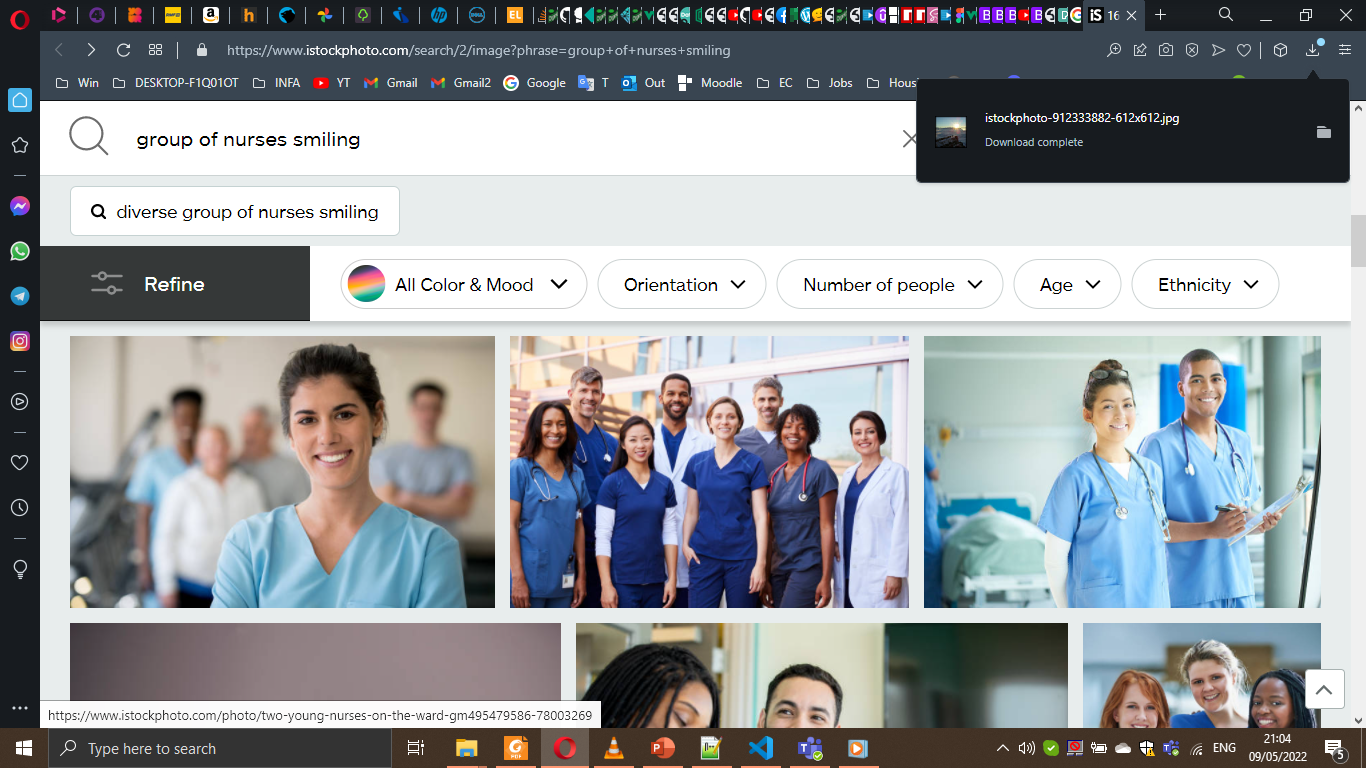 16
https://www.istockphoto.com/search/2/image?phrase=group+of+nurses+smiling
Win
DESKTOP-F1Q01OT
INFA
YT
Gmail
Gmail2
Google
T
Out
Moodle
EC
Jobs
istockphoto-912333882-612x612.jpg
Download complete
group of nurses smiling
diverse group of nurses smiling
Refine
All Color & Mood
Orientation
Number of people
Age
Ethnicity
https://www.istockphoto.com/photo/two-young-nurses-on-the-ward-gm495479586-78003269
Type here to search
ENG
21:04
09/05/2022
5